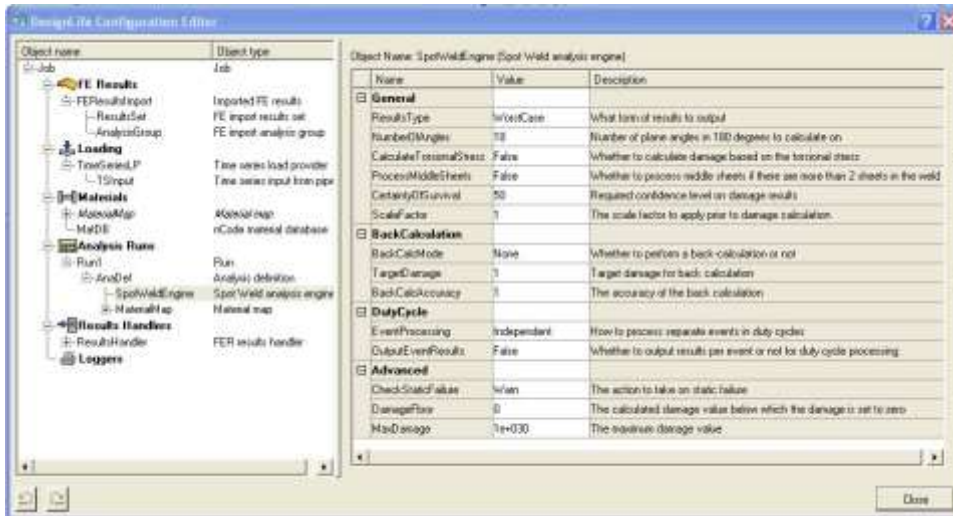 DesignLife Configuration Editor
Object name Object type
Job Job
FE Results
FEResultsImport Imported FE results
ResultsSet FE import results set
AnalysisGroup FE import analysis group
Loading
TimeSeriesLP Time series load provider
TSInput Time series input from pipe
Materials
MaterialMap Material map
MatDB nCode material database
Analysis Runs
Run1 Run
AnaDef Analysis definition
SpotWeldEngine Spot Weld analysis engine
MaterialMap Material map
Results Handlers
ResultsHandler FER results handler
Loggers
Object Name: SpotWeldEngine (Spot Weld analysis engine)
Name Value Description
General
ResultsType WorstCase What form of results to output
NumberOfAngles 18 Number of plane angles in 180 degrees to calculate on
CalculateTorsionalStress False Whether to calculate damage based on the torsional stress
ProcessMiddleSheets False Whether to process middle sheets if there are more than 2 sheets in the weld
CertaintyOfSurvival 50 Required confidence level on damage results
ScaleFactor 1 The scale factor to apply prior to damage calculation
BackCalculation
BackCalcMode None Whether to perform a back-calculation or not
TargetDamage 1 Target damage for back calculation
BackCalcAccuracy 1 The accuracy of the back calculation
DutyCycle
EventProcessing Independent How to process separate events in duty cycles
OutputEventResults False Whether to output results per event or not for duty cycle processing
Advanced
CheckStaticFailure Warn The action to take on static failure
DamageFloor 0 The calculated damage value below which the damage is set to zero
MaxDamage 1e+030 The maximum damage value
Close